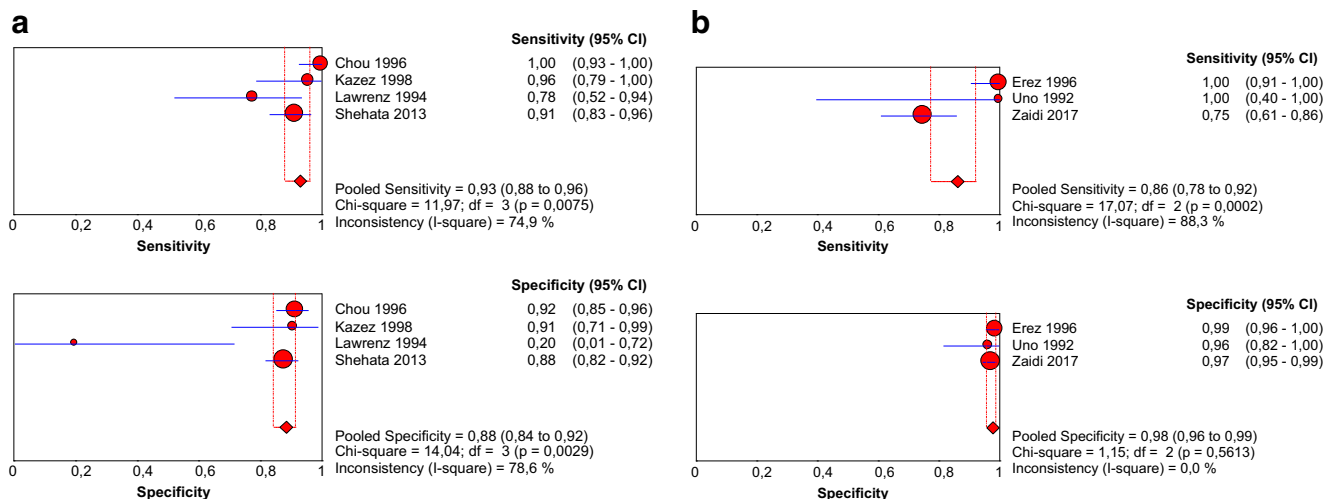 a
Sensitivity (95% CI)
Chou 1996 1,00 (0,93 - 1,00)
Kazez 1998 0,96 (0,79 - 1,00)
Lawrenz 1994 0,78 (0,52 - 0,94)
Shehata 2013 0,91 (0,83 - 0,96)
Pooled Sensitivity = 0,93 (0,88 to 0,96)
Chi-square = 11,97; df = 3 (p = 0,0075)
Inconsistency (I-square) = 74,9 %
0 0,2 0,4 0,6 0,8 1
Sensitivity
Specificity (95% CI)
Chou 1996 0,92 (0,85 - 0,96)
Kazez 1998 0,91 (0,71 - 0,99)
Lawrenz 1994 0,20 (0,01 - 0,72)
Shehata 2013 0,88 (0,82 - 0,92)
Pooled Specificity = 0,88 (0,84 to 0,92)
Chi-square = 14,04; df = 3 (p = 0,0029)
Inconsistency (I-square) = 78,6 %
0 0,2 0,4 0,6 0,8 1
Specificity
b
Sensitivity (95% CI)
Erez 1996 1,00 (0,91 - 1,00)
Uno 1992 1,00 (0,40 - 1,00)
Zaidi 2017 0,75 (0,61 - 0,86)
Pooled Sensitivity = 0,86 (0,78 to 0,92)
Chi-square = 17,07; df = 2 (p = 0,0002)
Inconsistency (I-square) = 88,3 %
0 0,2 0,4 0,6 0,8 1
Sensitivity
Specificity (95% CI)
Erez 1996 0,99 (0,96 - 1,00)
Uno 1992 0,96 (0,82 - 1,00)
Zaidi 2017 0,97 (0,95 - 0,99)
Pooled Specificity = 0,98 (0,96 to 0,99)
Chi-square = 1,15; df = 2 (p = 0,5613)
Inconsistency (I-square) = 0,0 %
0 0,2 0,4 0,6 0,8 1
Specificity